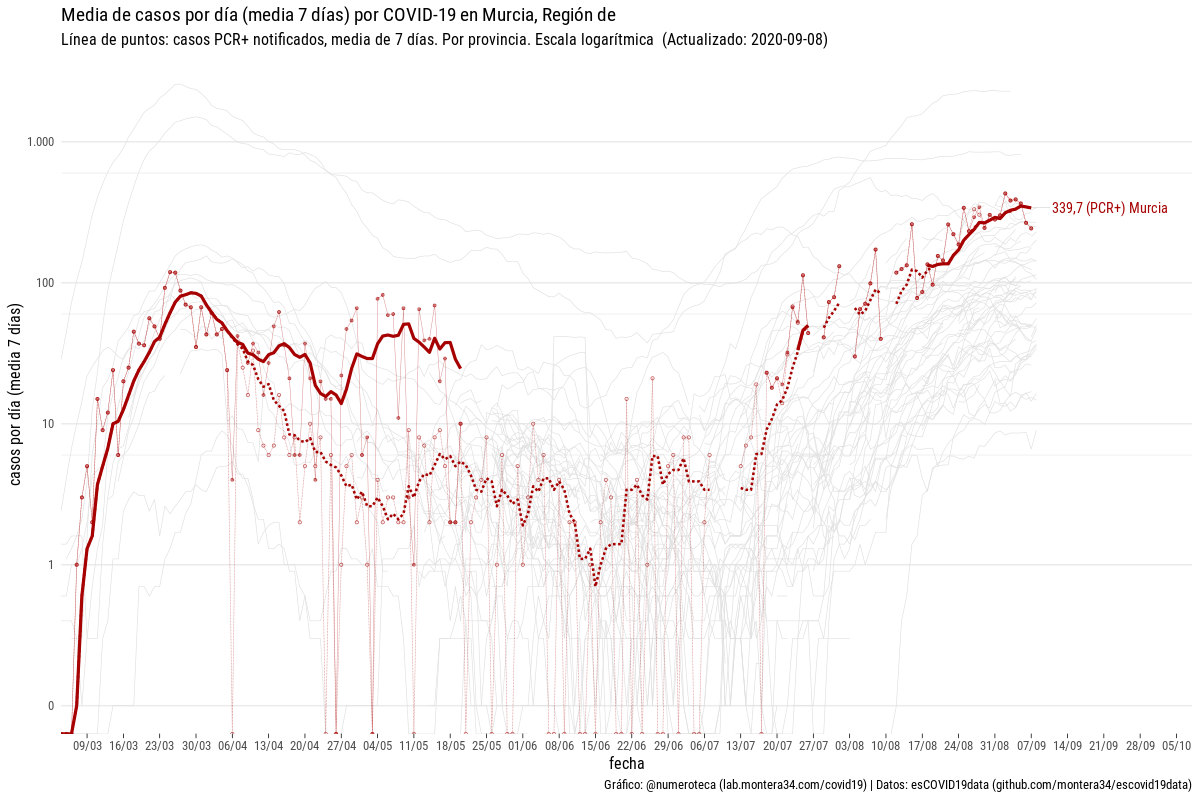 Media de casos por día (media 7 días) por COVID-19 en Murcia, Región de
Línea de puntos: casos PCR+ notificados, media de 7 días. Por provincia. Escala logarítmica  (Actualizado: 2020-09-08)
casos por día (media 7 días)
1.000
100
10
1
0
339,7 (PCR+) Murcia
09/03 16/03 23/03 30/03 06/04 13/04 20/04 27/04 04/05 11/05 18/05 25/05 01/06 08/06 15/06 22/06 29/06 06/07 13/07 20/07 27/07 03/08 10/08 17/08 24/08 31/08 07/09 14/09 21/09 28/09 05/10
fecha
Gráfico: @numeroteca (lab.montera34.com/covid19) | Datos: esCOVID19data (github.com/montera34/escovid19data)